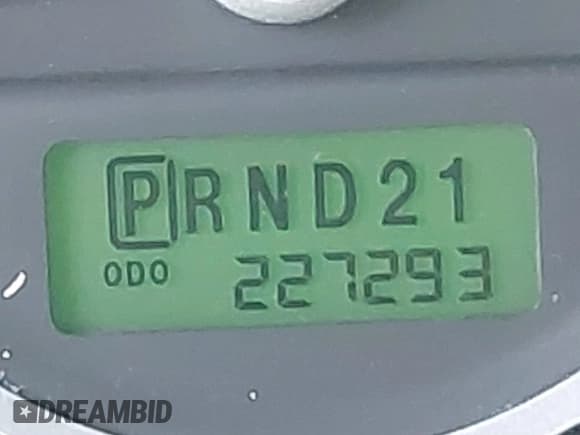 PRND21
ODO 227293
DREAMBID